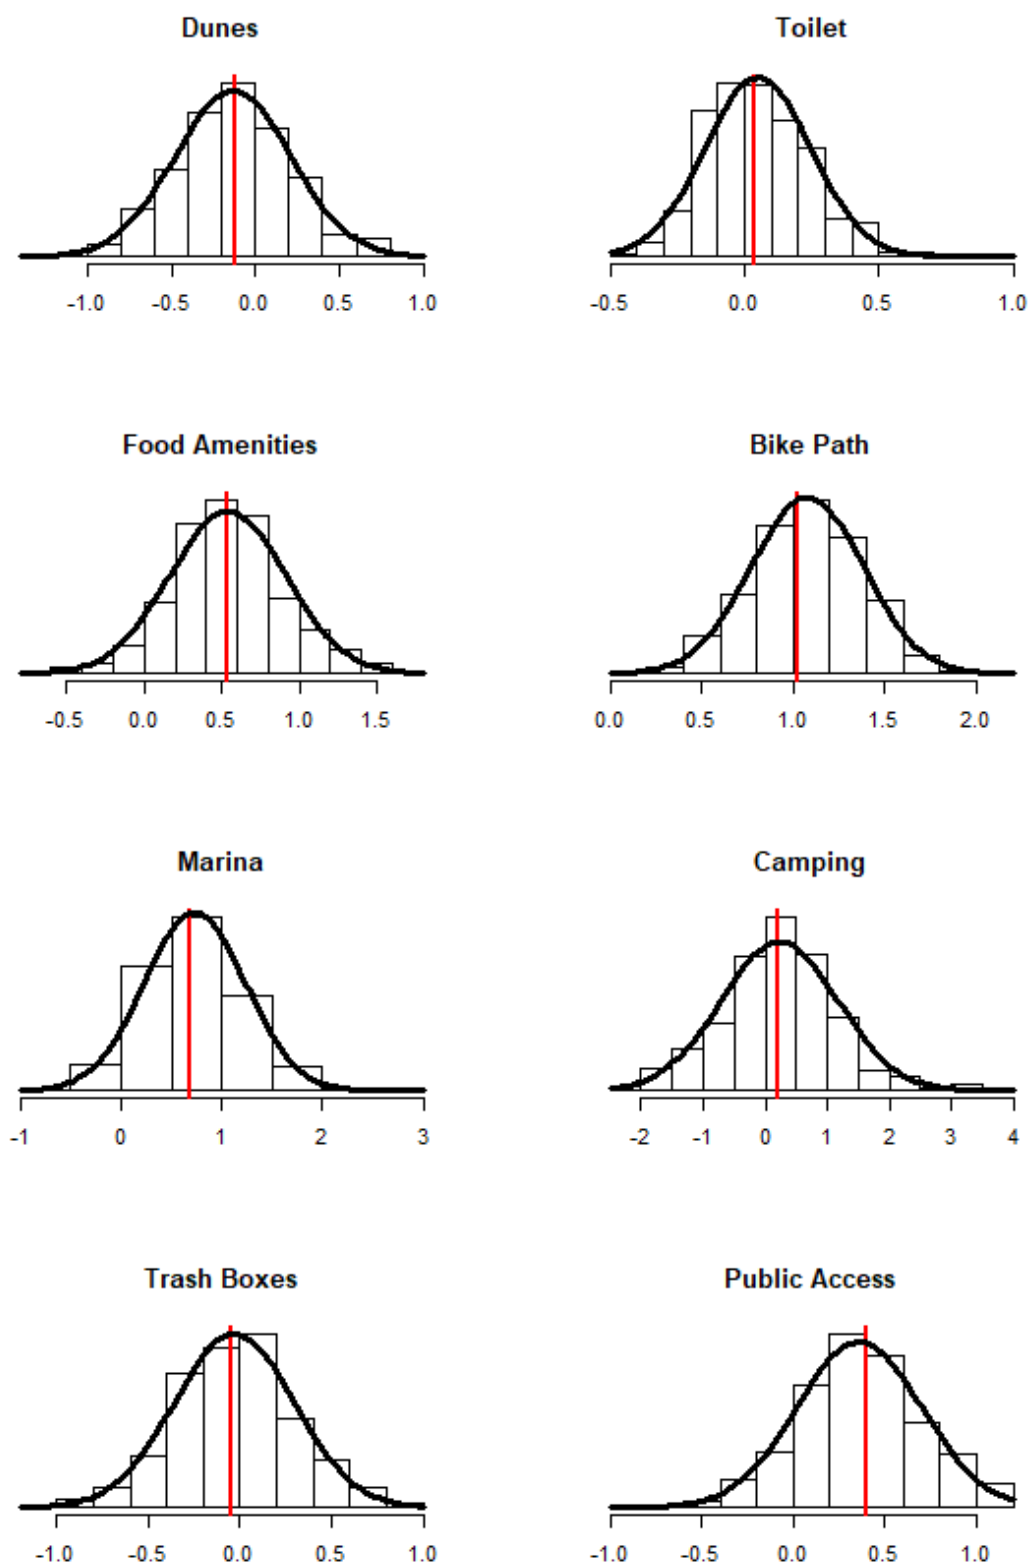 Dunes
Toilet
-1.0 -0.5 0.0 0.5 1.0
-0.5 0.0 0.5 1.0
Food Amenities
Bike Path
-0.5 0.0 0.5 1.0 1.5
0.0 0.5 1.0 1.5 2.0
Marina
Camping
-1 0 1 2 3
-2 -1 0 1 2 3 4
Trash Boxes
Public Access
-1.0 -0.5 0.0 0.5 1.0
-1.0 -0.5 0.0 0.5 1.0